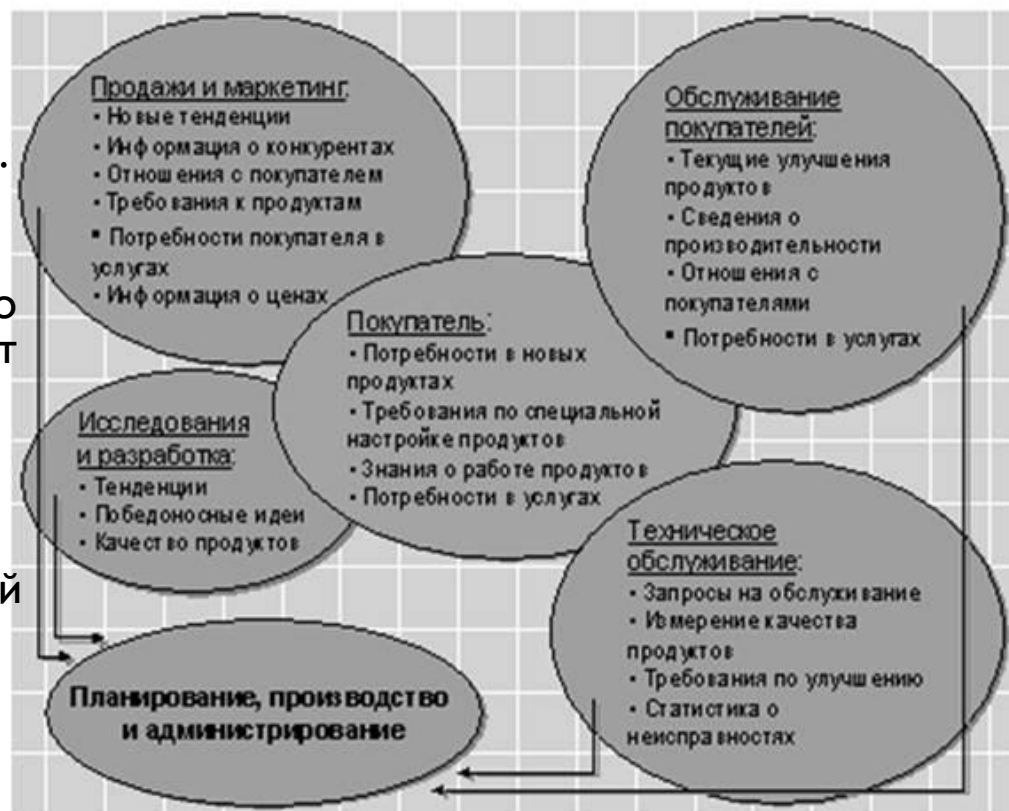 Продажи и маркетинг:
• Новые тенденции
• Информация о конкурентах
• Отношения с покупателем
• Требования к продуктам
▪ Потребности покупателя в
услугах
• Информация о ценах
Обслуживание
покупателей:
• Текущие улучшения
продуктов
• Сведения о
производительности
• Отношения с
покупателями
▪ Потребности в услугах
Покупатель:
• Потребности в новых
продуктах
• Требования по специальной
настройке продуктов
• Знания о работе продуктов
• Потребности в услугах
Исследования
и разработка:
• Тенденции
• Победоносные идеи
• Качество продуктов
Техническое
обслуживание:
• Запросы на обслуживание
• Измерение качества
продуктов
• Требования по улучшению
• Статистика о
неисправностях
Планирование, производство
и администрирование
.
о
т
й